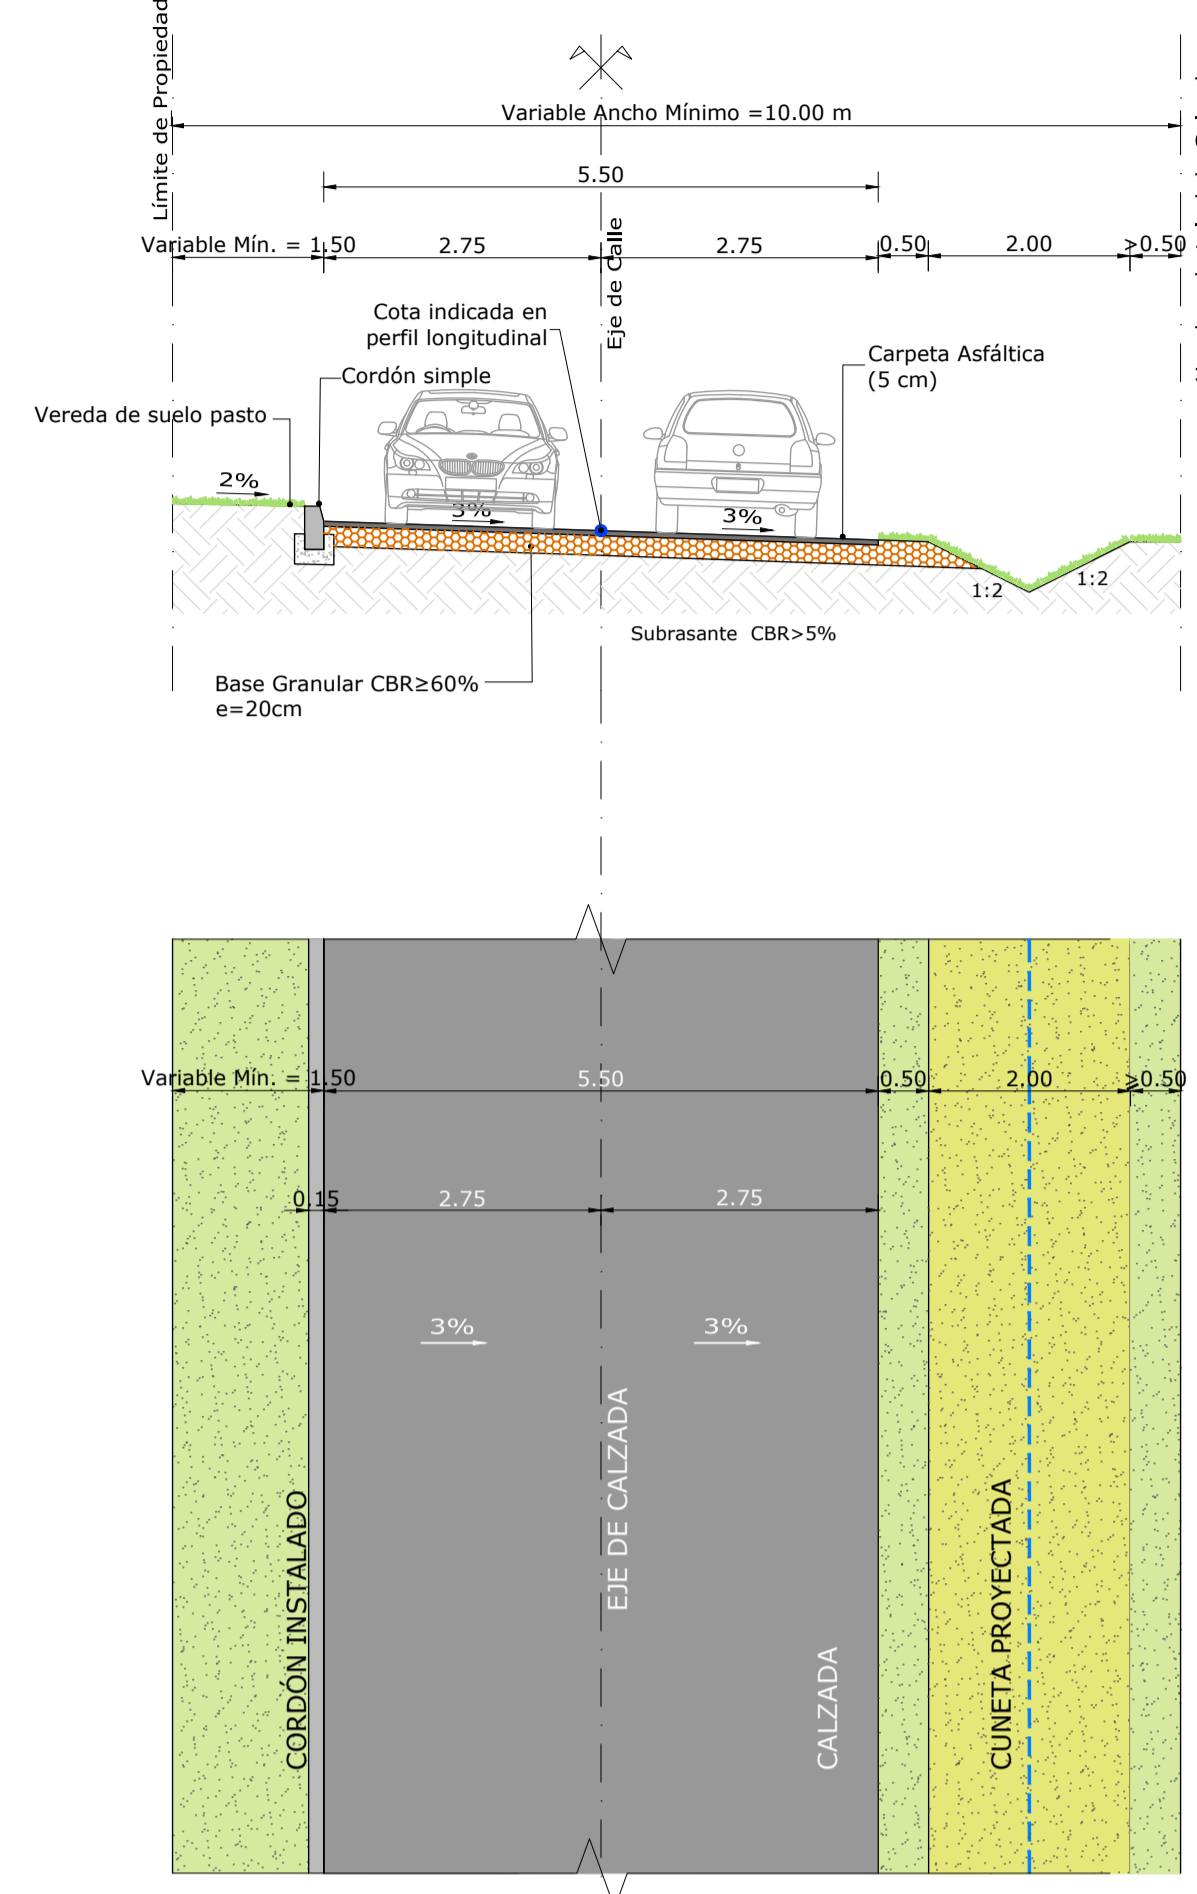 Límite de Propiedad
Variable Ancho Mínimo =10.00 m
5.50
Variable Mín. = 1.50
2.75
2.75
0.50
2.00
>0.50
Eje de Calle
Cota indicada en
perfil longitudinal
Cordón simple
Carpeta Asfáltica
(5 cm)
Vereda de suelo pasto
2%
3%
3%
1:2
1:2
Subrasante CBR>5%
Base Granular CBR≥60%
e=20cm
Variable Mín. = 1.50
5.50
0.50
2.00
≥0.50
0.15
2.75
2.75
3%
3%
EJE DE CALZADA
CORDÓN INSTALADO
CALZADA
CUNETA PROYECTADA